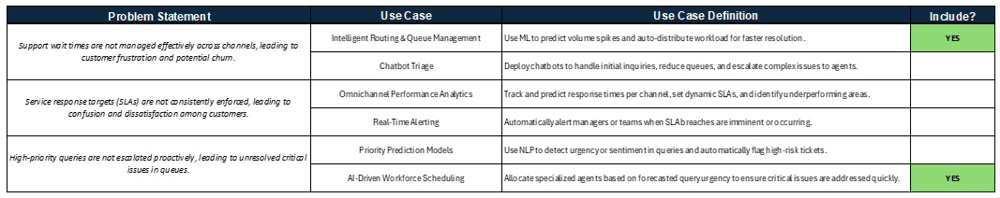 Problem Statement Use Case Use Case Definition Include?
Support wait times are not managed effectively across channels, leading to
customer frustration and potential churn.
Intelligent Routing & Queue Management Use ML to predict volume spikes and auto-distribute workload for faster resolution. YES
Chatbot Triage Deploy chatbots to handle initial inquiries, reduce queues, and escalate complex issues to agents.
Service response targets (SLAs) are not consistently enforced, leading to
confusion and dissatisfaction among customers.
Omnichannel Performance Analytics Track and predict response times per channel, set dynamic SLAs, and identify underperforming areas.
Real-Time Alerting Automatically alert managers or teams when SLA breaches are imminent or occurring.
High-priority queries are not escalated proactively, leading to unresolved critical
issues in queues.
Priority Prediction Models Use NLP to detect urgency or sentiment in queries and automatically flag high-risk tickets.
AI-Driven Workforce Scheduling Allocate specialized agents based on forecasted query urgency to ensure critical issues are addressed quickly. YES